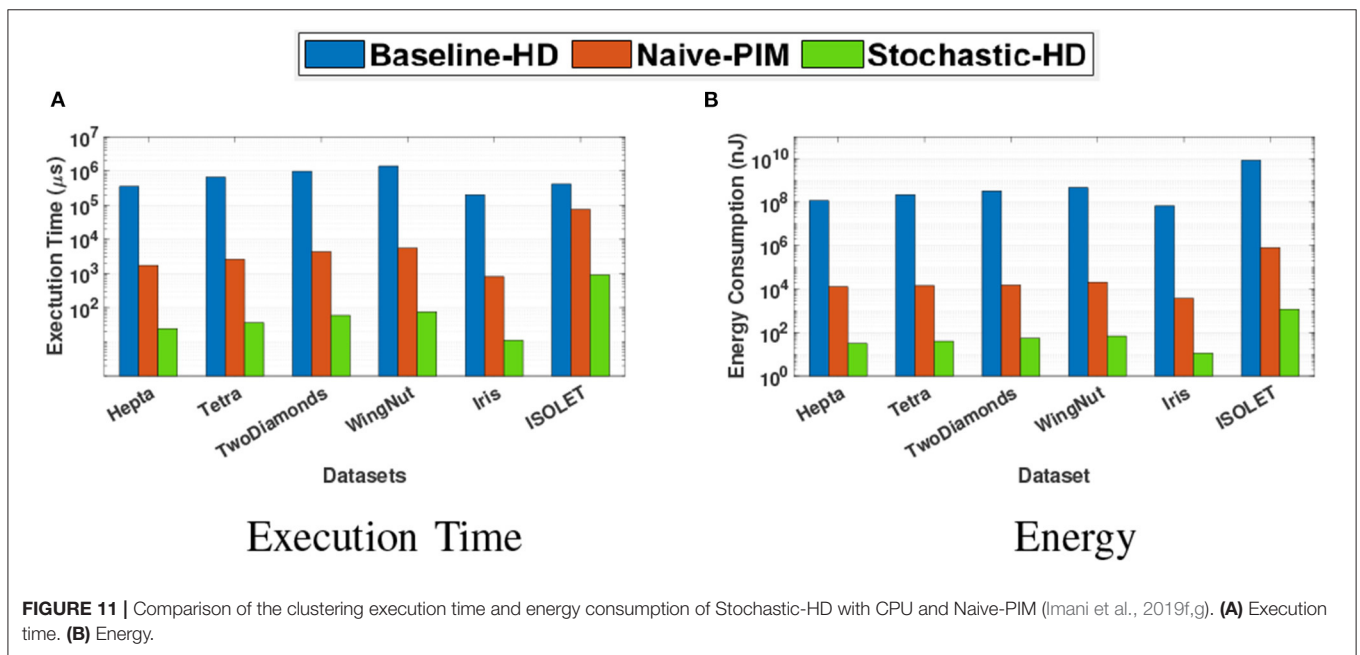 Baseline-HD Naive-PIM Stochastic-HD
A
Exectution Time (μs)
10^7
10^6
10^5
10^4
10^3
10^2
Hepta
Tetra
TwoDiamonds
WingNut
Iris
ISOLET
Datasets
Execution Time
B
Energy Consumption (nJ)
10^10
10^8
10^6
10^4
10^2
10^0
Hepta
Tetra
TwoDiamonds
WingNut
Iris
ISOLET
Dataset
Energy
FIGURE 11 | Comparison of the clustering execution time and energy consumption of Stochastic-HD with CPU and Naive-PIM (Imani et al., 2019f,g). (A) Execution
time. (B) Energy.